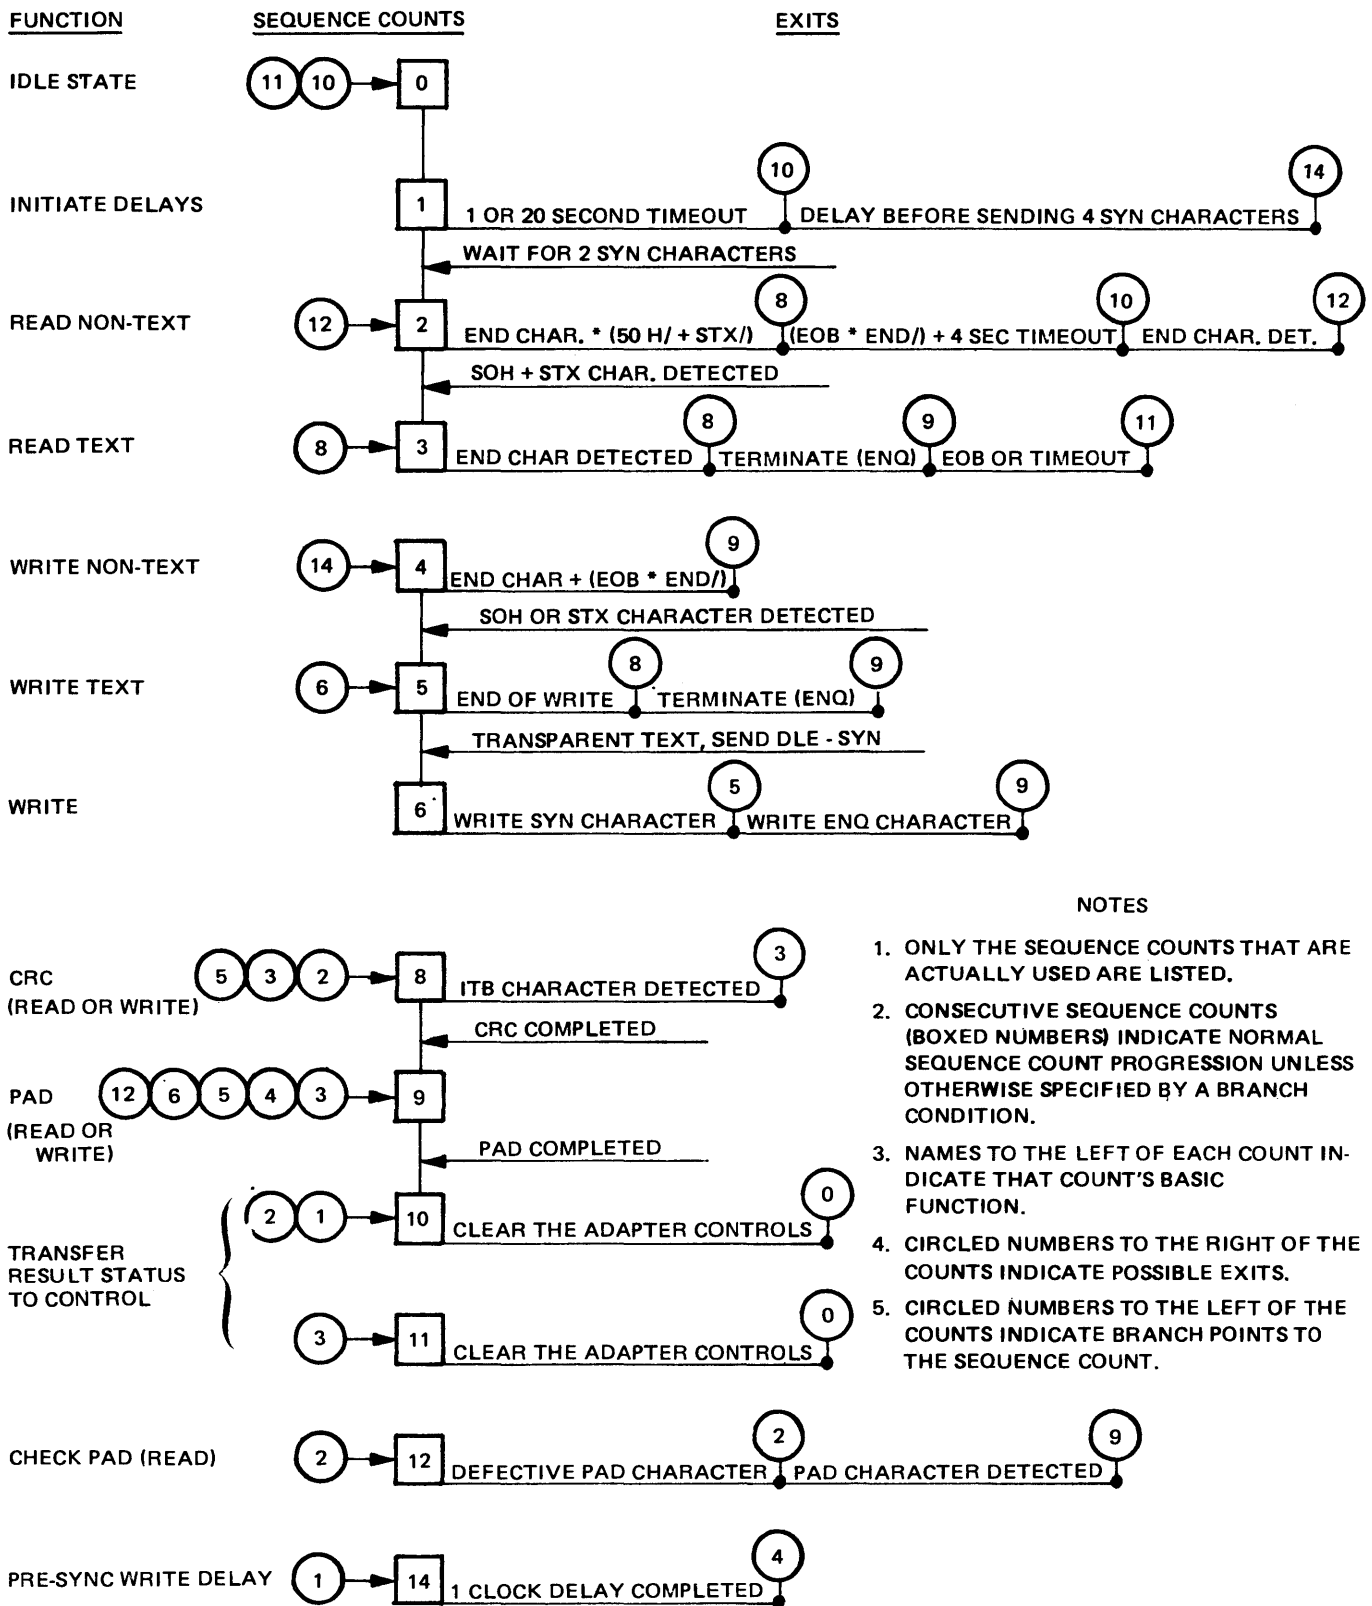 FUNCTION SEQUENCE COUNTS EXITS
IDLE STATE 11 10 0
10 14
INITIATE DELAYS 1 1 OR 20 SECOND TIMEOUT DELAY BEFORE SENDING 4 SYN CHARACTERS
WAIT FOR 2 SYN CHARACTERS
8 10 12
READ NON-TEXT 12 2 END CHAR. * (50 H/ + STX/) (EOB * END/) + 4 SEC TIMEOUT END CHAR. DET.
SOH + STX CHAR. DETECTED
8 9 11
READ TEXT 8 3 END CHAR DETECTED TERMINATE (ENQ) EOB OR TIMEOUT
9
WRITE NON-TEXT 14 4 END CHAR + (EOB * END/)
SOH OR STX CHARACTER DETECTED
8 9
WRITE TEXT 6 5 END OF WRITE TERMINATE (ENQ)
TRANSPARENT TEXT, SEND DLE - SYN
5 9
WRITE 6 WRITE SYN CHARACTER WRITE ENQ CHARACTER
3
CRC 5 3 2 8 ITB CHARACTER DETECTED
(READ OR WRITE)
CRC COMPLETED
PAD 12 6 5 4 3 9
(READ OR
WRITE)
PAD COMPLETED
0
2 1 10 CLEAR THE ADAPTER CONTROLS
TRANSFER
RESULT STATUS
TO CONTROL
0
3 11 CLEAR THE ADAPTER CONTROLS
2 9
CHECK PAD (READ) 2 12 DEFECTIVE PAD CHARACTER PAD CHARACTER DETECTED
4
PRE-SYNC WRITE DELAY 1 14 1 CLOCK DELAY COMPLETED
NOTES
1. ONLY THE SEQUENCE COUNTS THAT ARE
ACTUALLY USED ARE LISTED.
2. CONSECUTIVE SEQUENCE COUNTS
(BOXED NUMBERS) INDICATE NORMAL
SEQUENCE COUNT PROGRESSION UNLESS
OTHERWISE SPECIFIED BY A BRANCH
CONDITION.
3. NAMES TO THE LEFT OF EACH COUNT IN-
DICATE THAT COUNT'S BASIC
FUNCTION.
4. CIRCLED NUMBERS TO THE RIGHT OF THE
COUNTS INDICATE POSSIBLE EXITS.
5. CIRCLED NUMBERS TO THE LEFT OF THE
COUNTS INDICATE BRANCH POINTS TO
THE SEQUENCE COUNT.